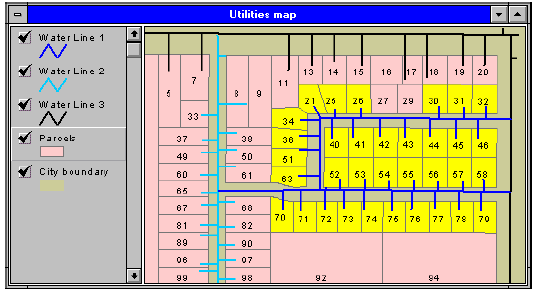 Utilities map
Water Line 1
Water Line 2
Water Line 3
Parcels
City boundary
5 7 8 9 11 13 14 15 16 17 18 19 20
21 25 26 27 29 30 31 32
33 34
37 38 36 40 41 42 43 44 45 46
49 50 51
60 61 63 52 53 54 55 56 57 58
65
67 66 70 71 72 73 74 75 76 77 79 70
81 82
89 90
06 07
99 98 92 94